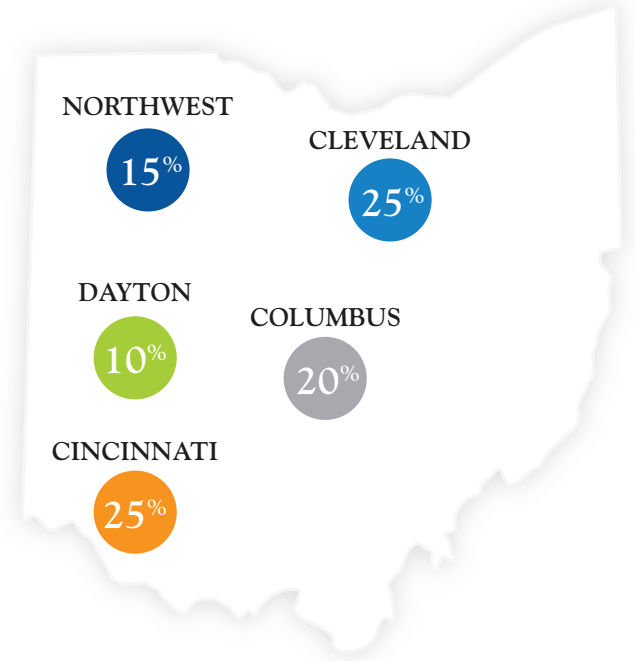 NORTHWEST
15%
CLEVELAND
25%
DAYTON
10%
COLUMBUS
20%
CINCINNATI
25%